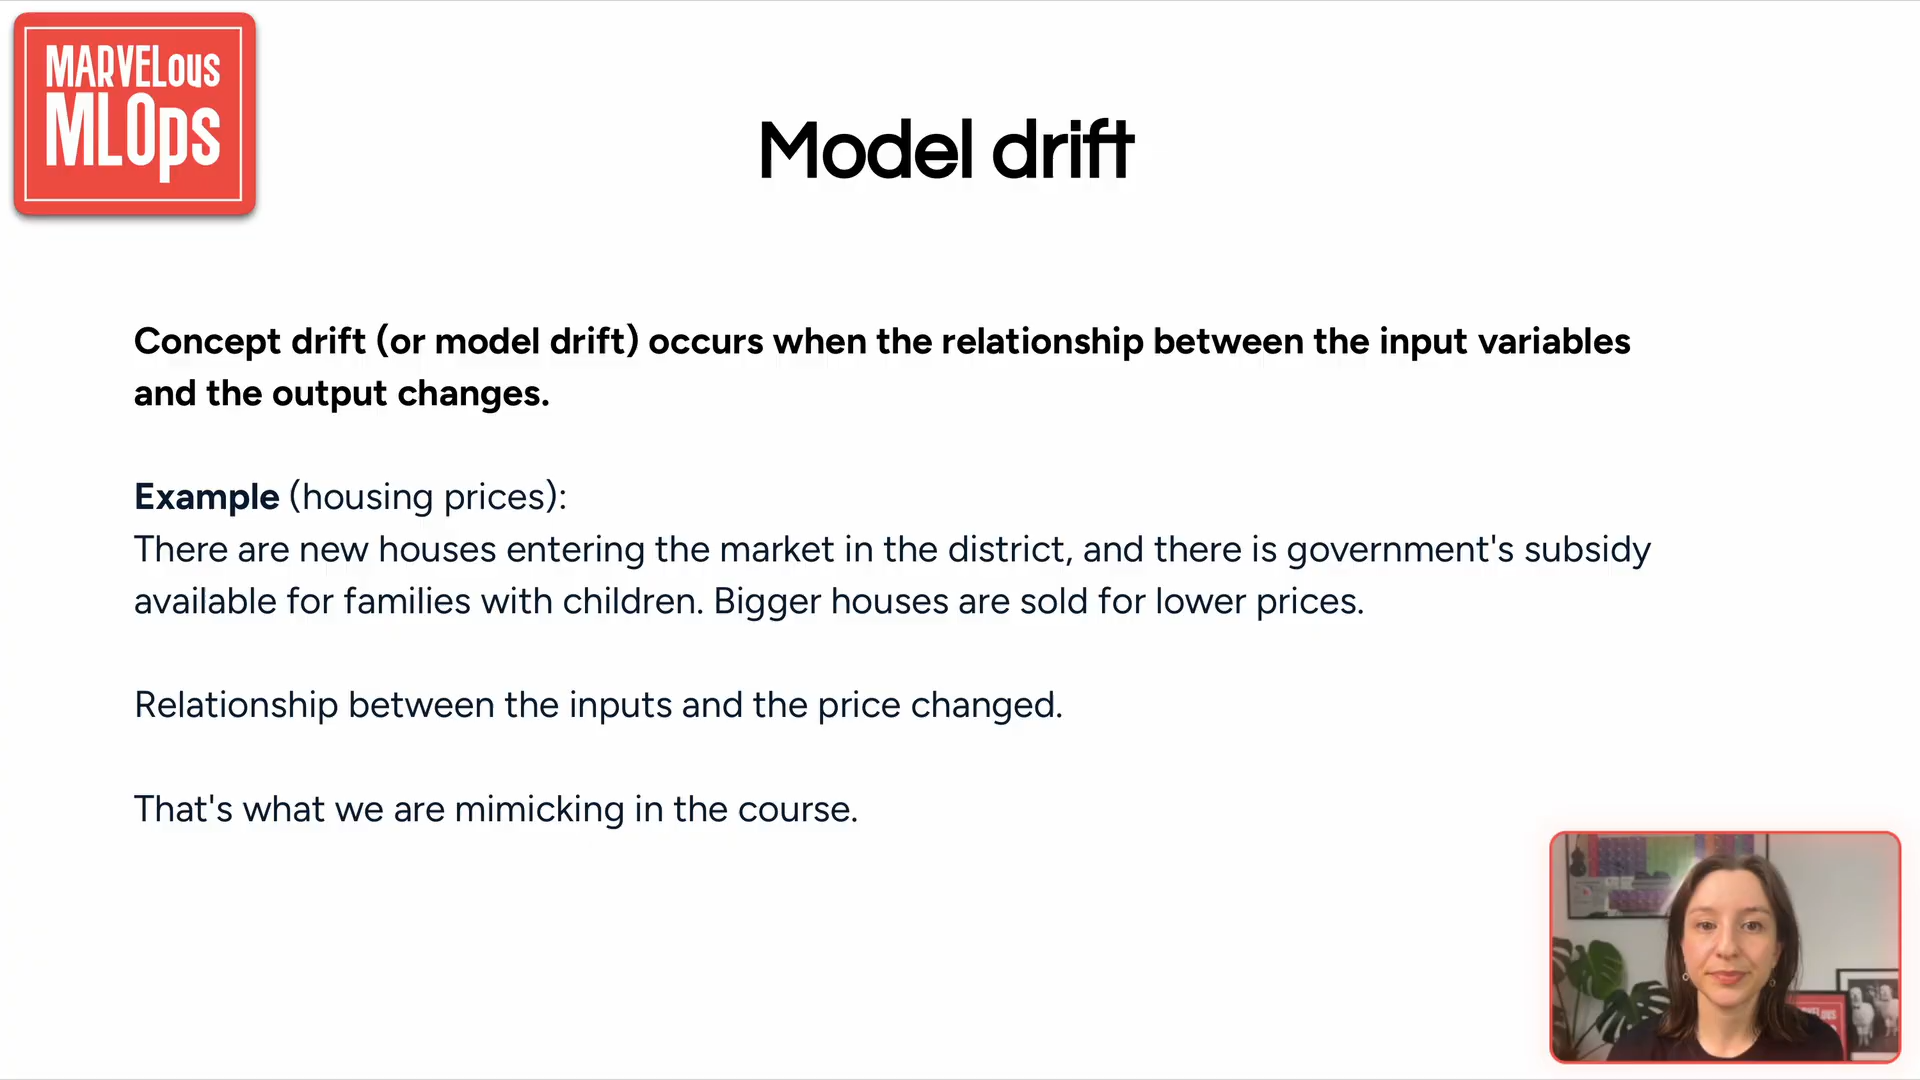 MARVELous
MLOps
Model drift
Concept drift (or model drift) occurs when the relationship between the input variables
and the output changes.
Example (housing prices):
There are new houses entering the market in the district, and there is government's subsidy
available for families with children. Bigger houses are sold for lower prices.
Relationship between the inputs and the price changed.
That's what we are mimicking in the course.